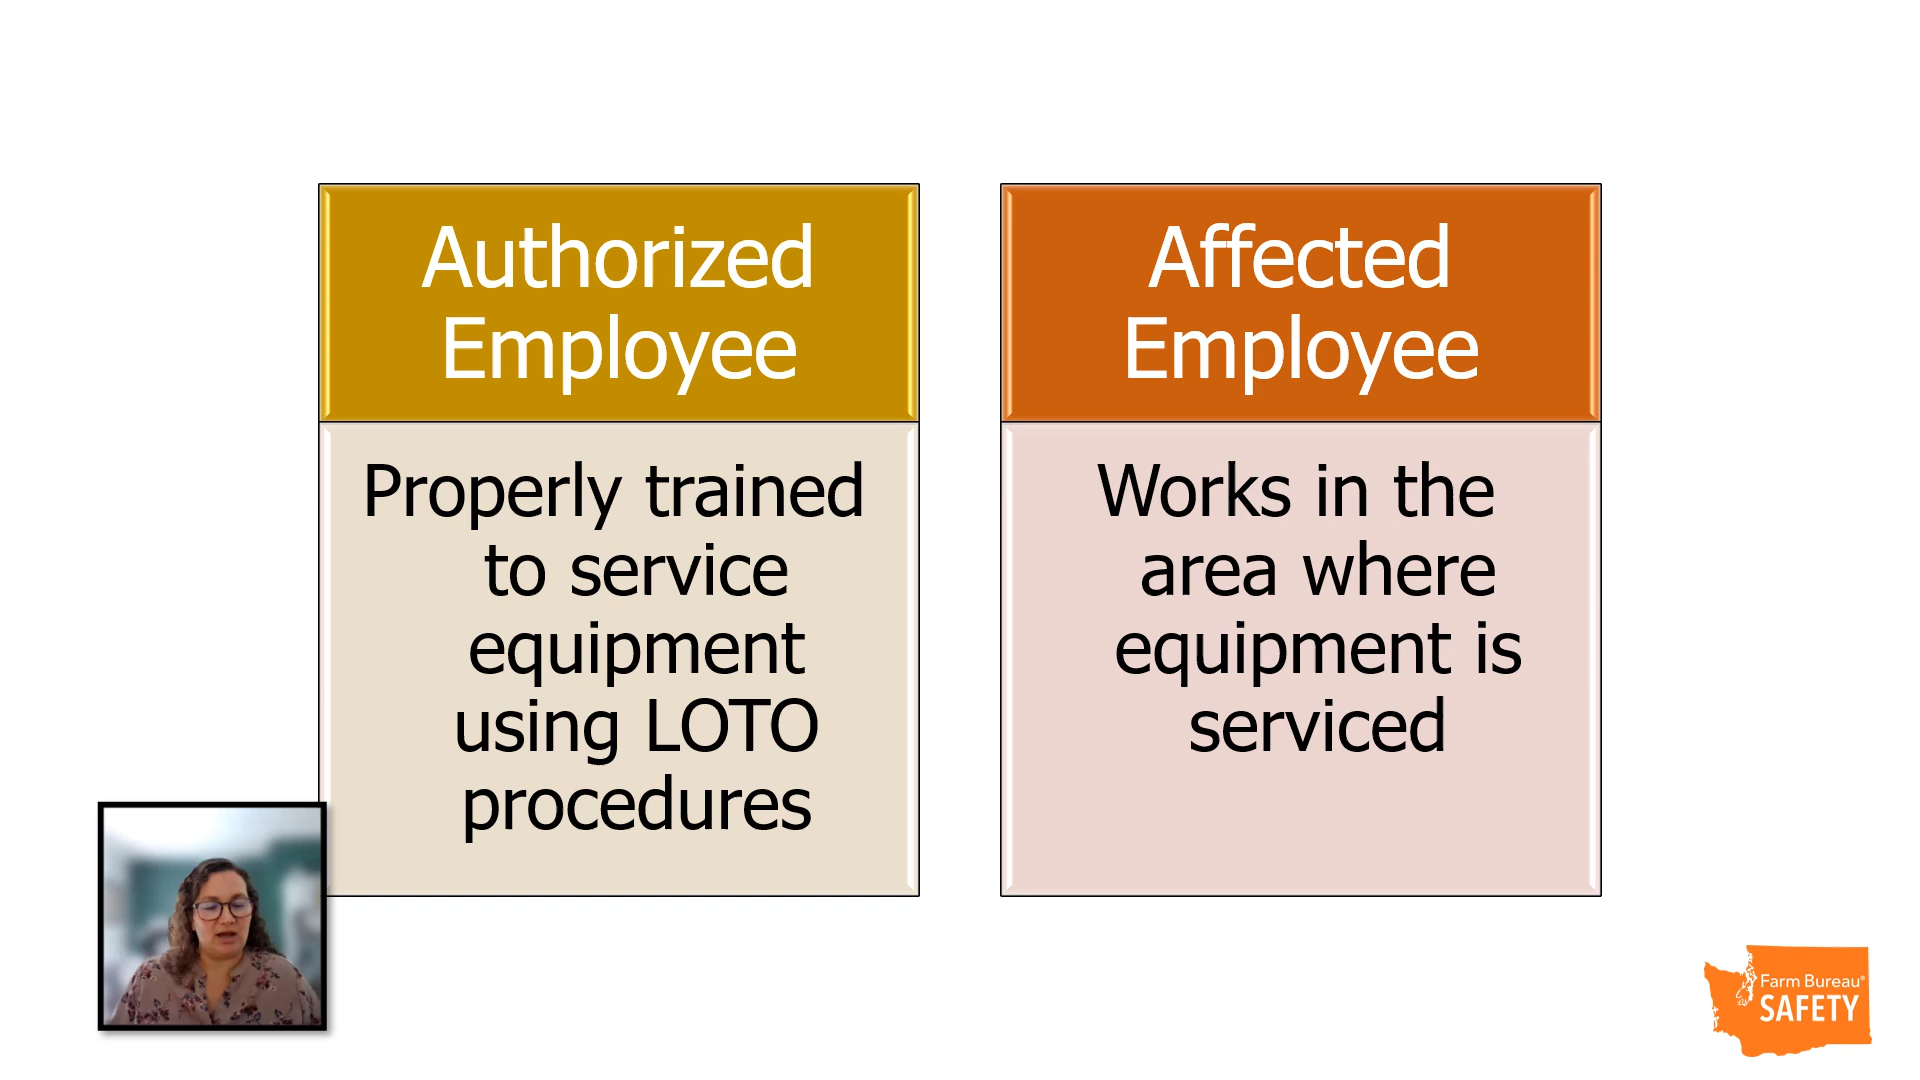 Authorized
Employee
Properly trained
to service
equipment
using LOTO
procedures
Affected
Employee
Works in the
area where
equipment is
serviced
Farm Bureau®
SAFETY